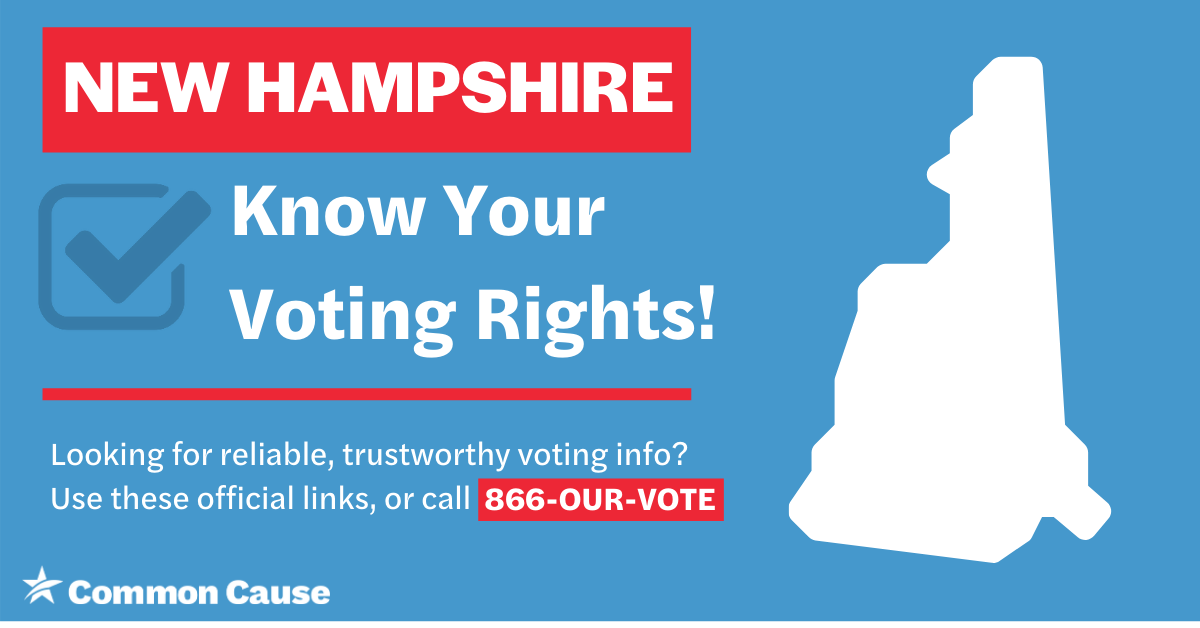 NEW HAMPSHIRE
Know Your
Voting Rights!
Looking for reliable, trustworthy voting info?
Use these official links, or call 866-OUR-VOTE
Common Cause